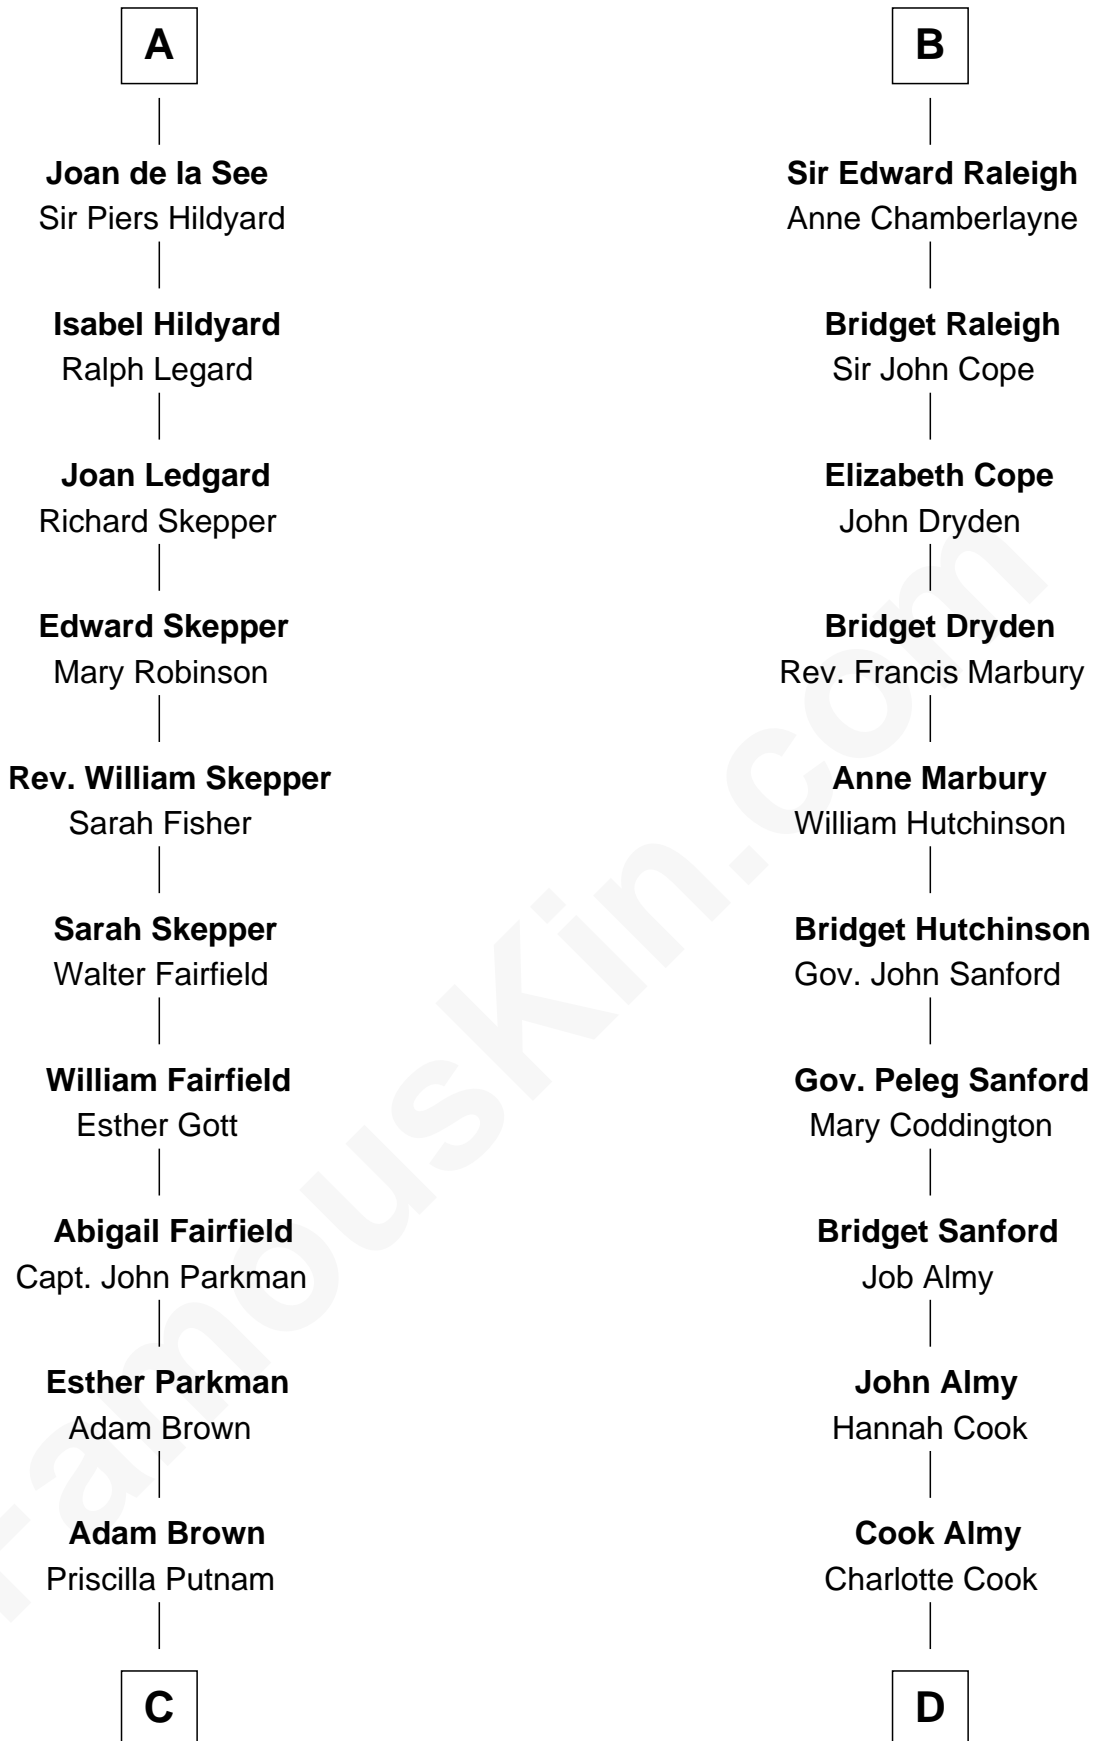 A
Joan de la See
Sir Piers Hildyard
Isabel Hildyard
Ralph Legard
Joan Ledgard
Richard Skepper
Edward Skepper
Mary Robinson
Rev. William Skepper
Sarah Fisher
Sarah Skepper
Walter Fairfield
William Fairfield
Esther Gott
Abigail Fairfield
Capt. John Parkman
Esther Parkman
Adam Brown
Adam Brown
Priscilla Putnam
C
B
Sir Edward Raleigh
Anne Chamberlayne
Bridget Raleigh
Sir John Cope
Elizabeth Cope
John Dryden
Bridget Dryden
Rev. Francis Marbury
Anne Marbury
William Hutchinson
Bridget Hutchinson
Gov. John Sanford
Gov. Peleg Sanford
Mary Coddington
Bridget Sanford
Job Almy
John Almy
Hannah Cook
Cook Almy
Charlotte Cook
D
FamousKin.com